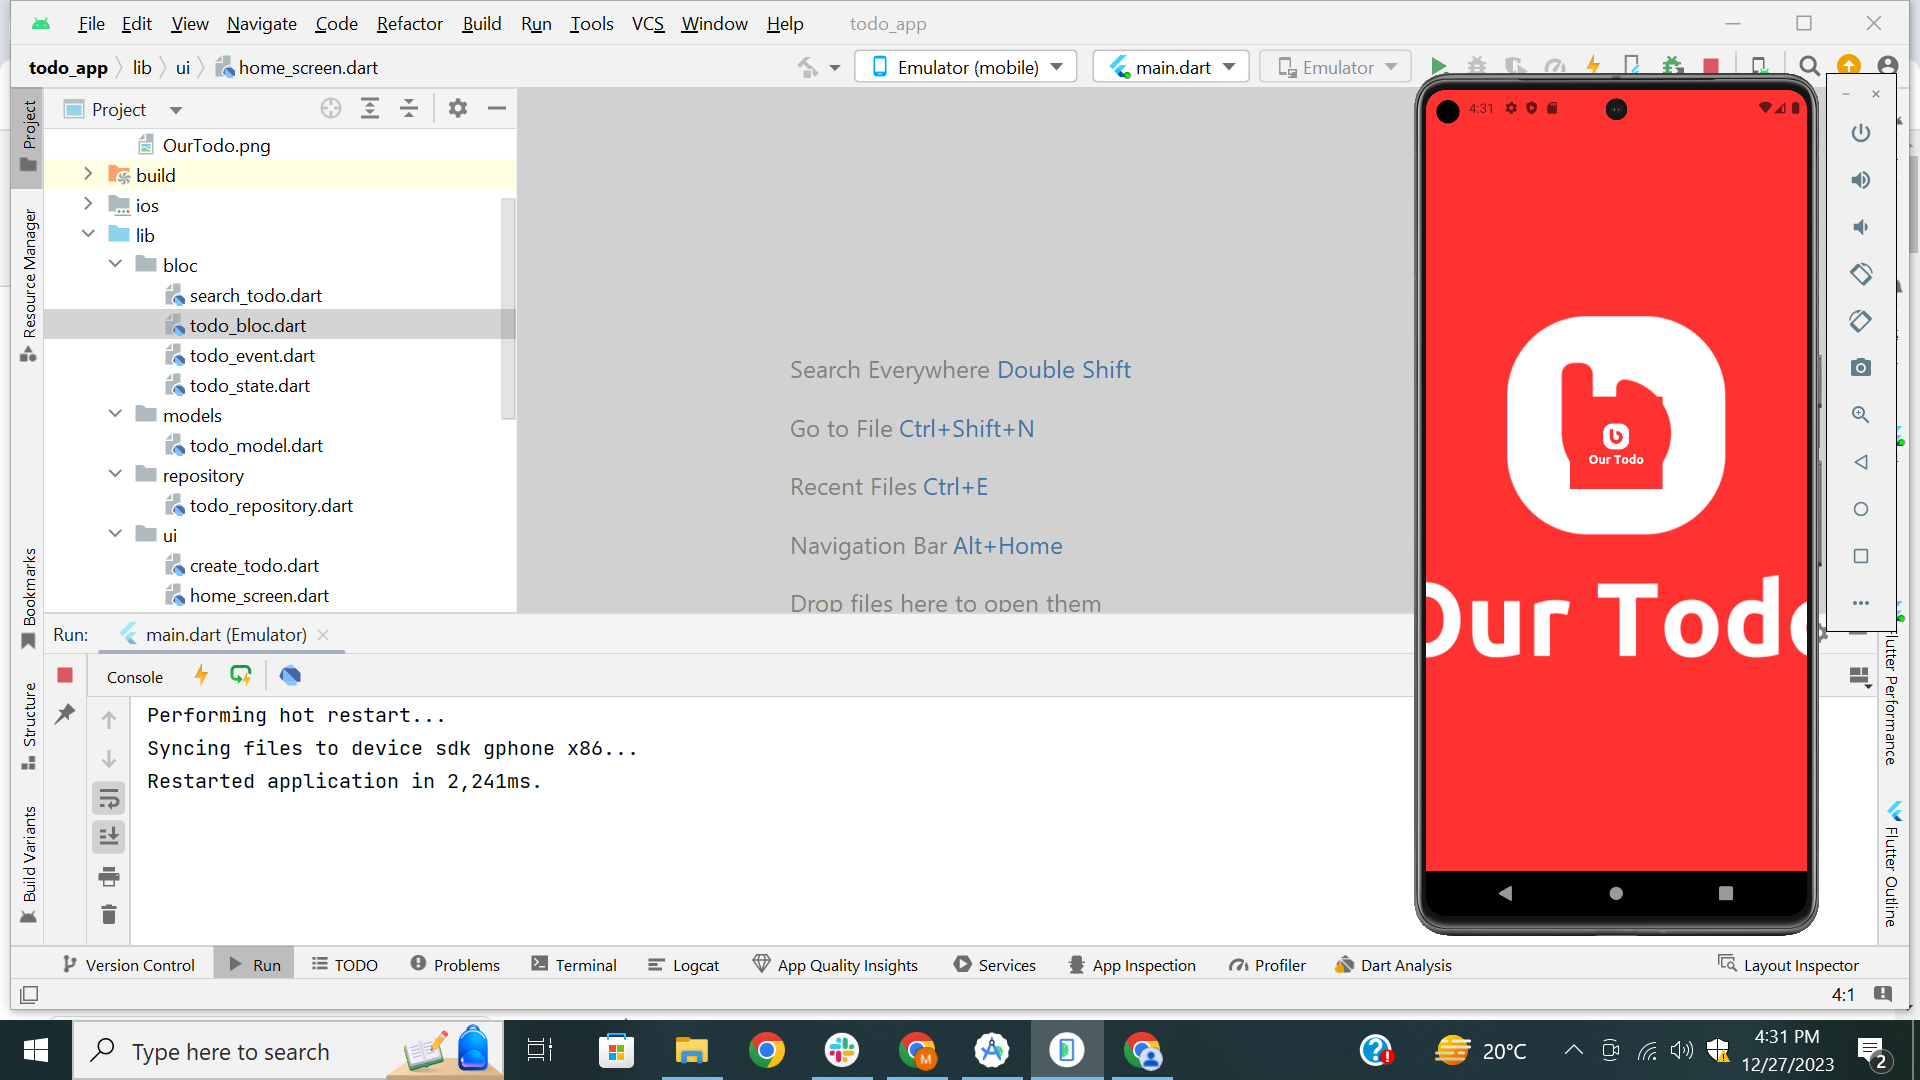 File Edit View Navigate Code Refactor Build Run Tools VCS Window Help todo_app
todo_app lib ui home_screen.dart
Emulator (mobile) main.dart Emulator
Project
OurTodo.png
build
ios
lib
bloc
search_todo.dart
todo_bloc.dart
todo_event.dart
todo_state.dart
models
todo_model.dart
repository
todo_repository.dart
ui
create_todo.dart
home_screen.dart
Project
Resource Manager
Bookmarks
Structure
Build Variants
Search Everywhere Double Shift
Go to File Ctrl+Shift+N
Recent Files Ctrl+E
Navigation Bar Alt+Home
Drop files here to open them
4:31
b
Our Todo
Our Todo
Flutter Performance
Flutter Outline
Run: main.dart (Emulator)
Console
Performing hot restart...
Syncing files to device sdk gphone x86...
Restarted application in 2,241ms.
Version Control Run TODO Problems Terminal Logcat App Quality Insights Services App Inspection Profiler Dart Analysis Layout Inspector
4:1
Type here to search
M
20°C
4:31 PM
12/27/2023
2